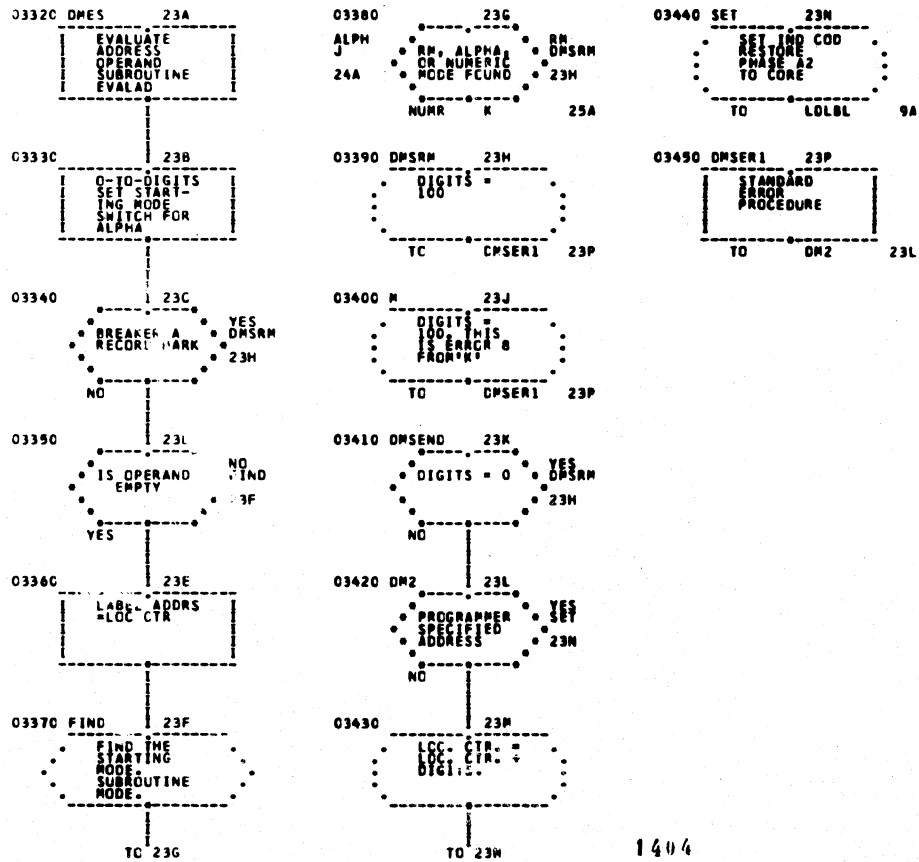 03320 DMES 23A
EVALUATE
ADDRESS
OPERAND
SUBROUTINE
EVALAD
03330 23B
0-TO-DIGITS
SET START-
ING MODE
SWITCH FOR
ALPHA
03340 23C
BREAKER A
RECORD MARK
YES
DMSRM
23H
NO
03350
IS OPERAND
EMPTY
NO
YES
03360 23E
LABEL ADDRS
=LOC CTR
03370 FIND 23F
FIND THE
STARTING
MODE.
SUBROUTINE
MODE.
TO 23G
03380 23G
ALPH
J
24A
RM, ALPHA,
OR NUMERIC
MODE FOUND
RM
DMSRM
23H
NUMR K 25A
03390 DMSRM 23H
DIGITS =
100
TO DMSER1 23P
03400 M 23J
DIGITS =
100, THIS
IS ERROR 8
FROM'K'
TO DMSER1 23P
03410 DMSEND 23K
DIGITS = 0
YES
DMSRM
23H
NO
03420 DM2 23L
PROGRAMMER
SPECIFIED
ADDRESS
YES
SET
23N
NO
03430 23M
LOC. CTR. =
LOC. CTR. +
DIGITS.
TO 23N
03440 SET 23N
SET IND COD
RESTORE
PHASE A2
TO CORE
TO LDLBL 9A
03450 DMSER1 23P
STANDARD
ERROR
PROCEDURE
TO DM2 23L
1404